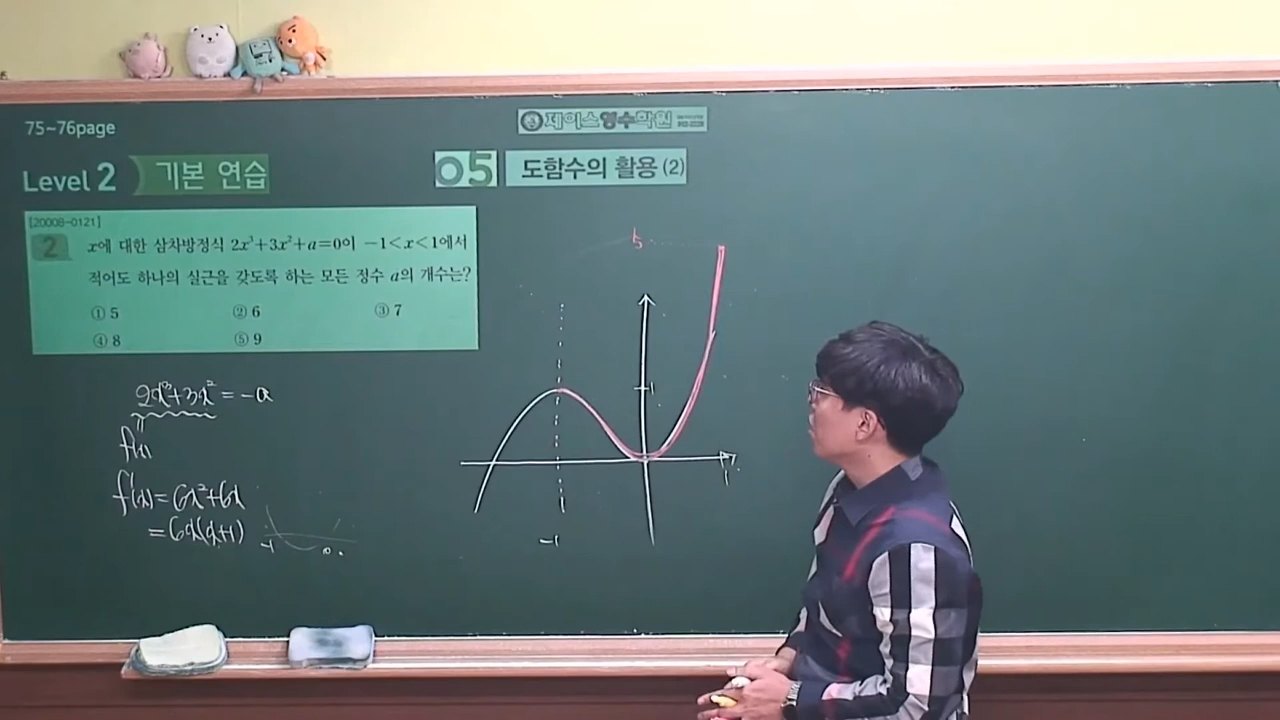 75~76page
제이스영수학원
Level 2 기본 연습
05 도함수의 활용 (2)
[20008-0121]
2 x에 대한 삼차방정식 2x³+3x²+a=0이 −1<x<1에서
적어도 하나의 실근을 갖도록 하는 모든 정수 a의 개수는?
① 5 ② 6 ③ 7
④ 8 ⑤ 9
2x³+3x² = -a
f(x)
f'(x) = 6x²+6x
= 6x(x+1)
-1 0
5
1
1
-1